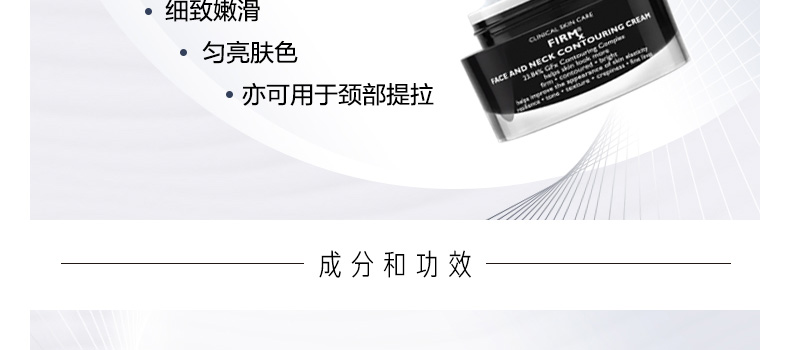 • 细致嫩滑
• 匀亮肤色
• 亦可用于颈部提拉
CLINICAL SKIN CARE
FIRMx®
FACE AND NECK CONTOURING CREAM
23.84% GFx Contouring Complex
helps skin look more
firm • contoured • bright
helps improve the appearance of skin elasticity
radiance • tone • texture • crepiness • fine lines
成分和功效